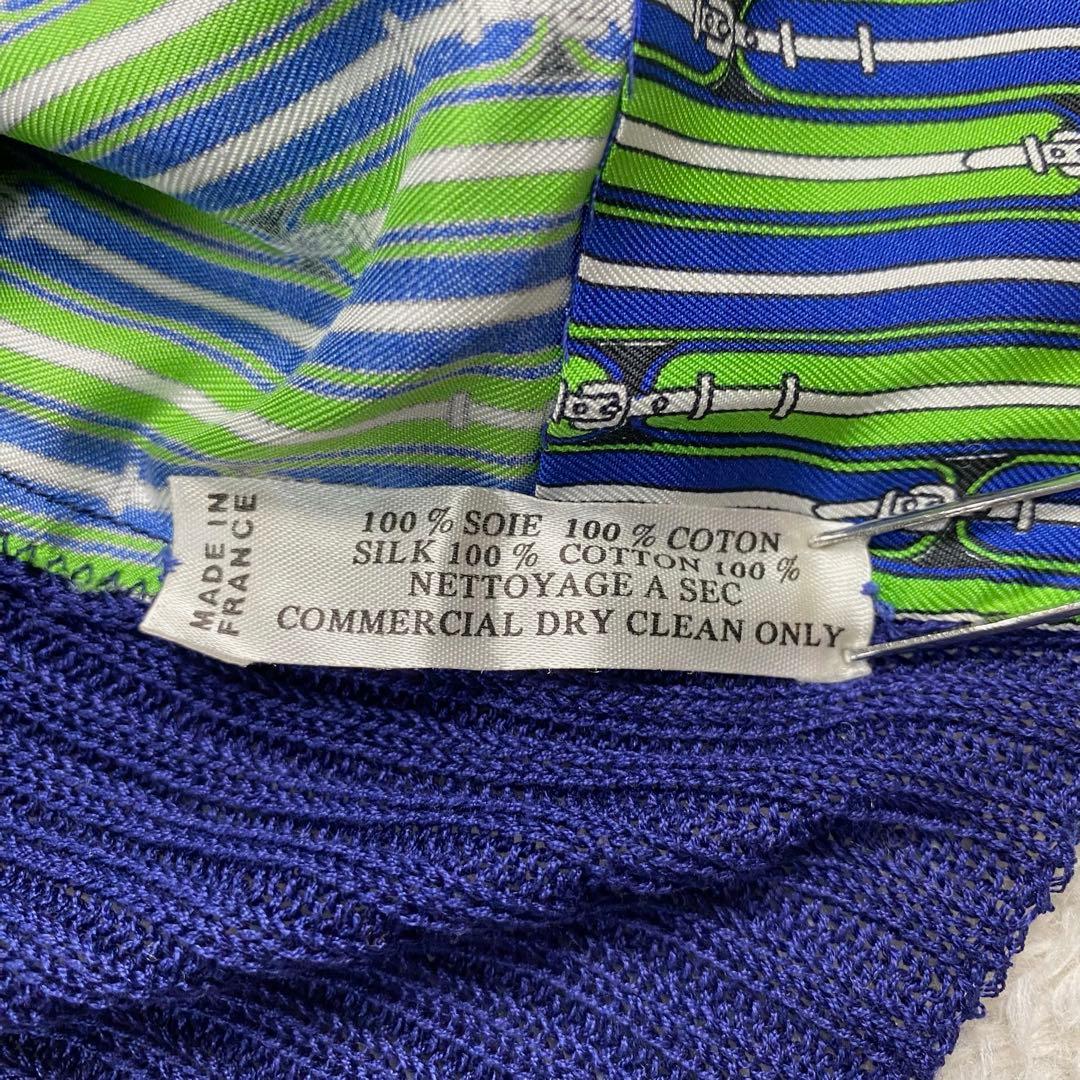 MADE IN
FRANCE
100 % SOIE 100 % COTON
SILK 100 % COTTON 100 %
NETTOYAGE A SEC
COMMERCIAL DRY CLEAN ONLY